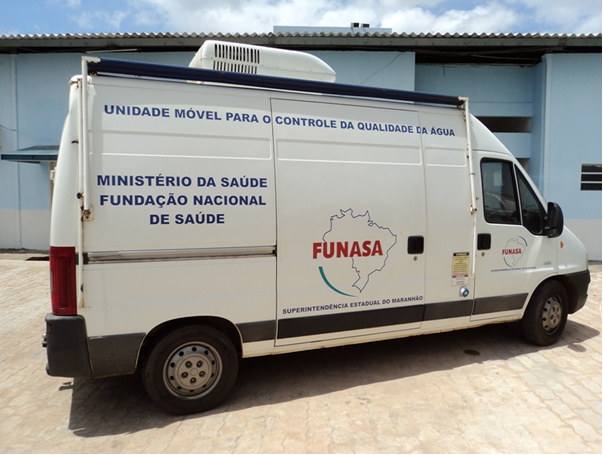 UNIDADE MÓVEL PARA O CONTROLE DA QUALIDADE DA ÁGUA
MINISTÉRIO DA SAÚDE
FUNDAÇÃO NACIONAL
DE SAÚDE
FUNASA
SUPERINTENDÊNCIA ESTADUAL DO MARANHÃO
FUNASA